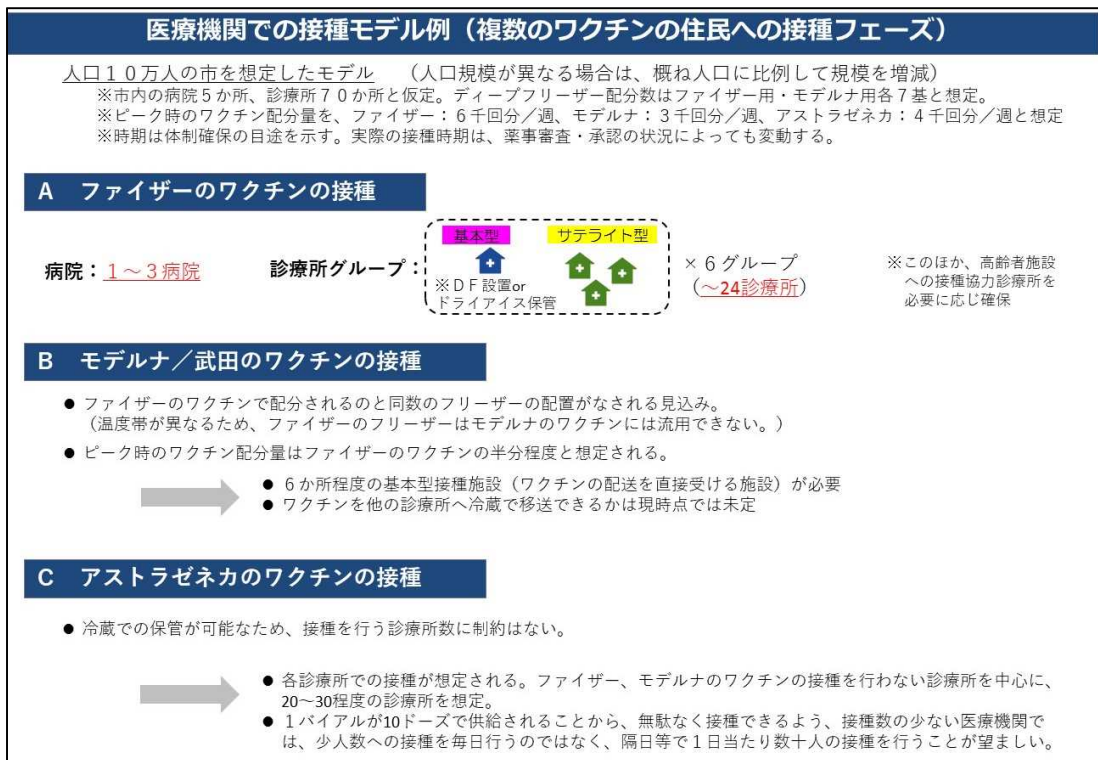 医療機関での接種モデル例（複数のワクチンの住民への接種フェーズ）
人口１０万人の市を想定したモデル　（人口規模が異なる場合は、概ね人口に比例して規模を増減）
※市内の病院５か所、診療所７０か所と仮定。ディープフリーザー配分数はファイザー用・モデルナ用各７基と想定。
※ピーク時のワクチン配分量を、ファイザー：６千回分／週、モデルナ：３千回分／週、アストラゼネカ：４千回分／週と想定
※時期は体制確保の目途を示す。実際の接種時期は、薬事審査・承認の状況によっても変動する。
A　ファイザーのワクチンの接種
病院：１～３病院
診療所グループ：
基本型
※ＤＦ設置or
ドライアイス保管
サテライト型
×６グループ
（～24診療所）
※このほか、高齢者施設
への接種協力診療所を
必要に応じ確保
B　モデルナ／武田のワクチンの接種
● ファイザーのワクチンで配分されるのと同数のフリーザーの配置がなされる見込み。
（温度帯が異なるため、ファイザーのフリーザーはモデルナのワクチンには流用できない。）
● ピーク時のワクチン配分量はファイザーのワクチンの半分程度と想定される。
● ６か所程度の基本型接種施設（ワクチンの配送を直接受ける施設）が必要
● ワクチンを他の診療所へ冷蔵で移送できるかは現時点では未定
C　アストラゼネカのワクチンの接種
● 冷蔵での保管が可能なため、接種を行う診療所数に制約はない。
● 各診療所での接種が想定される。ファイザー、モデルナのワクチンの接種を行わない診療所を中心に、
20～30程度の診療所を想定。
● １バイアルが10ドーズで供給されることから、無駄なく接種できるよう、接種数の少ない医療機関で
は、少人数への接種を毎日行うのではなく、隔日等で１日当たり数十人の接種を行うことが望ましい。